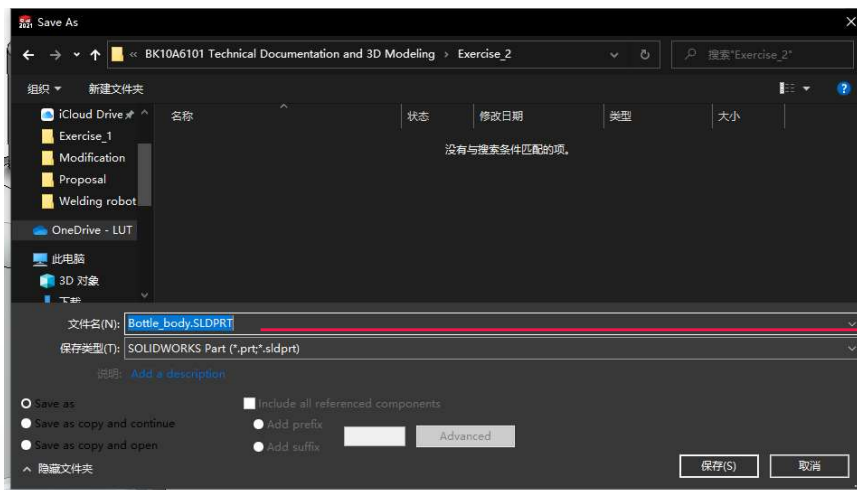 2021 Save As
« BK10A6101 Technical Documentation and 3D Modeling › Exercise_2 搜索"Exercise_2"
组织 新建文件夹
iCloud Drive 名称 状态 修改日期 类型 大小
Exercise_1
没有与搜索条件匹配的项。
Modification
Proposal
Welding robot
OneDrive - LUT
此电脑
3D 对象
下载
文件名(N): Bottle_body.SLDPRT
保存类型(T): SOLIDWORKS Part (*.prt;*.sldprt)
说明: Add a description
Save as Include all referenced components
Save as copy and continue Add prefix
Advanced
Save as copy and open Add suffix
隐藏文件夹 保存(S) 取消